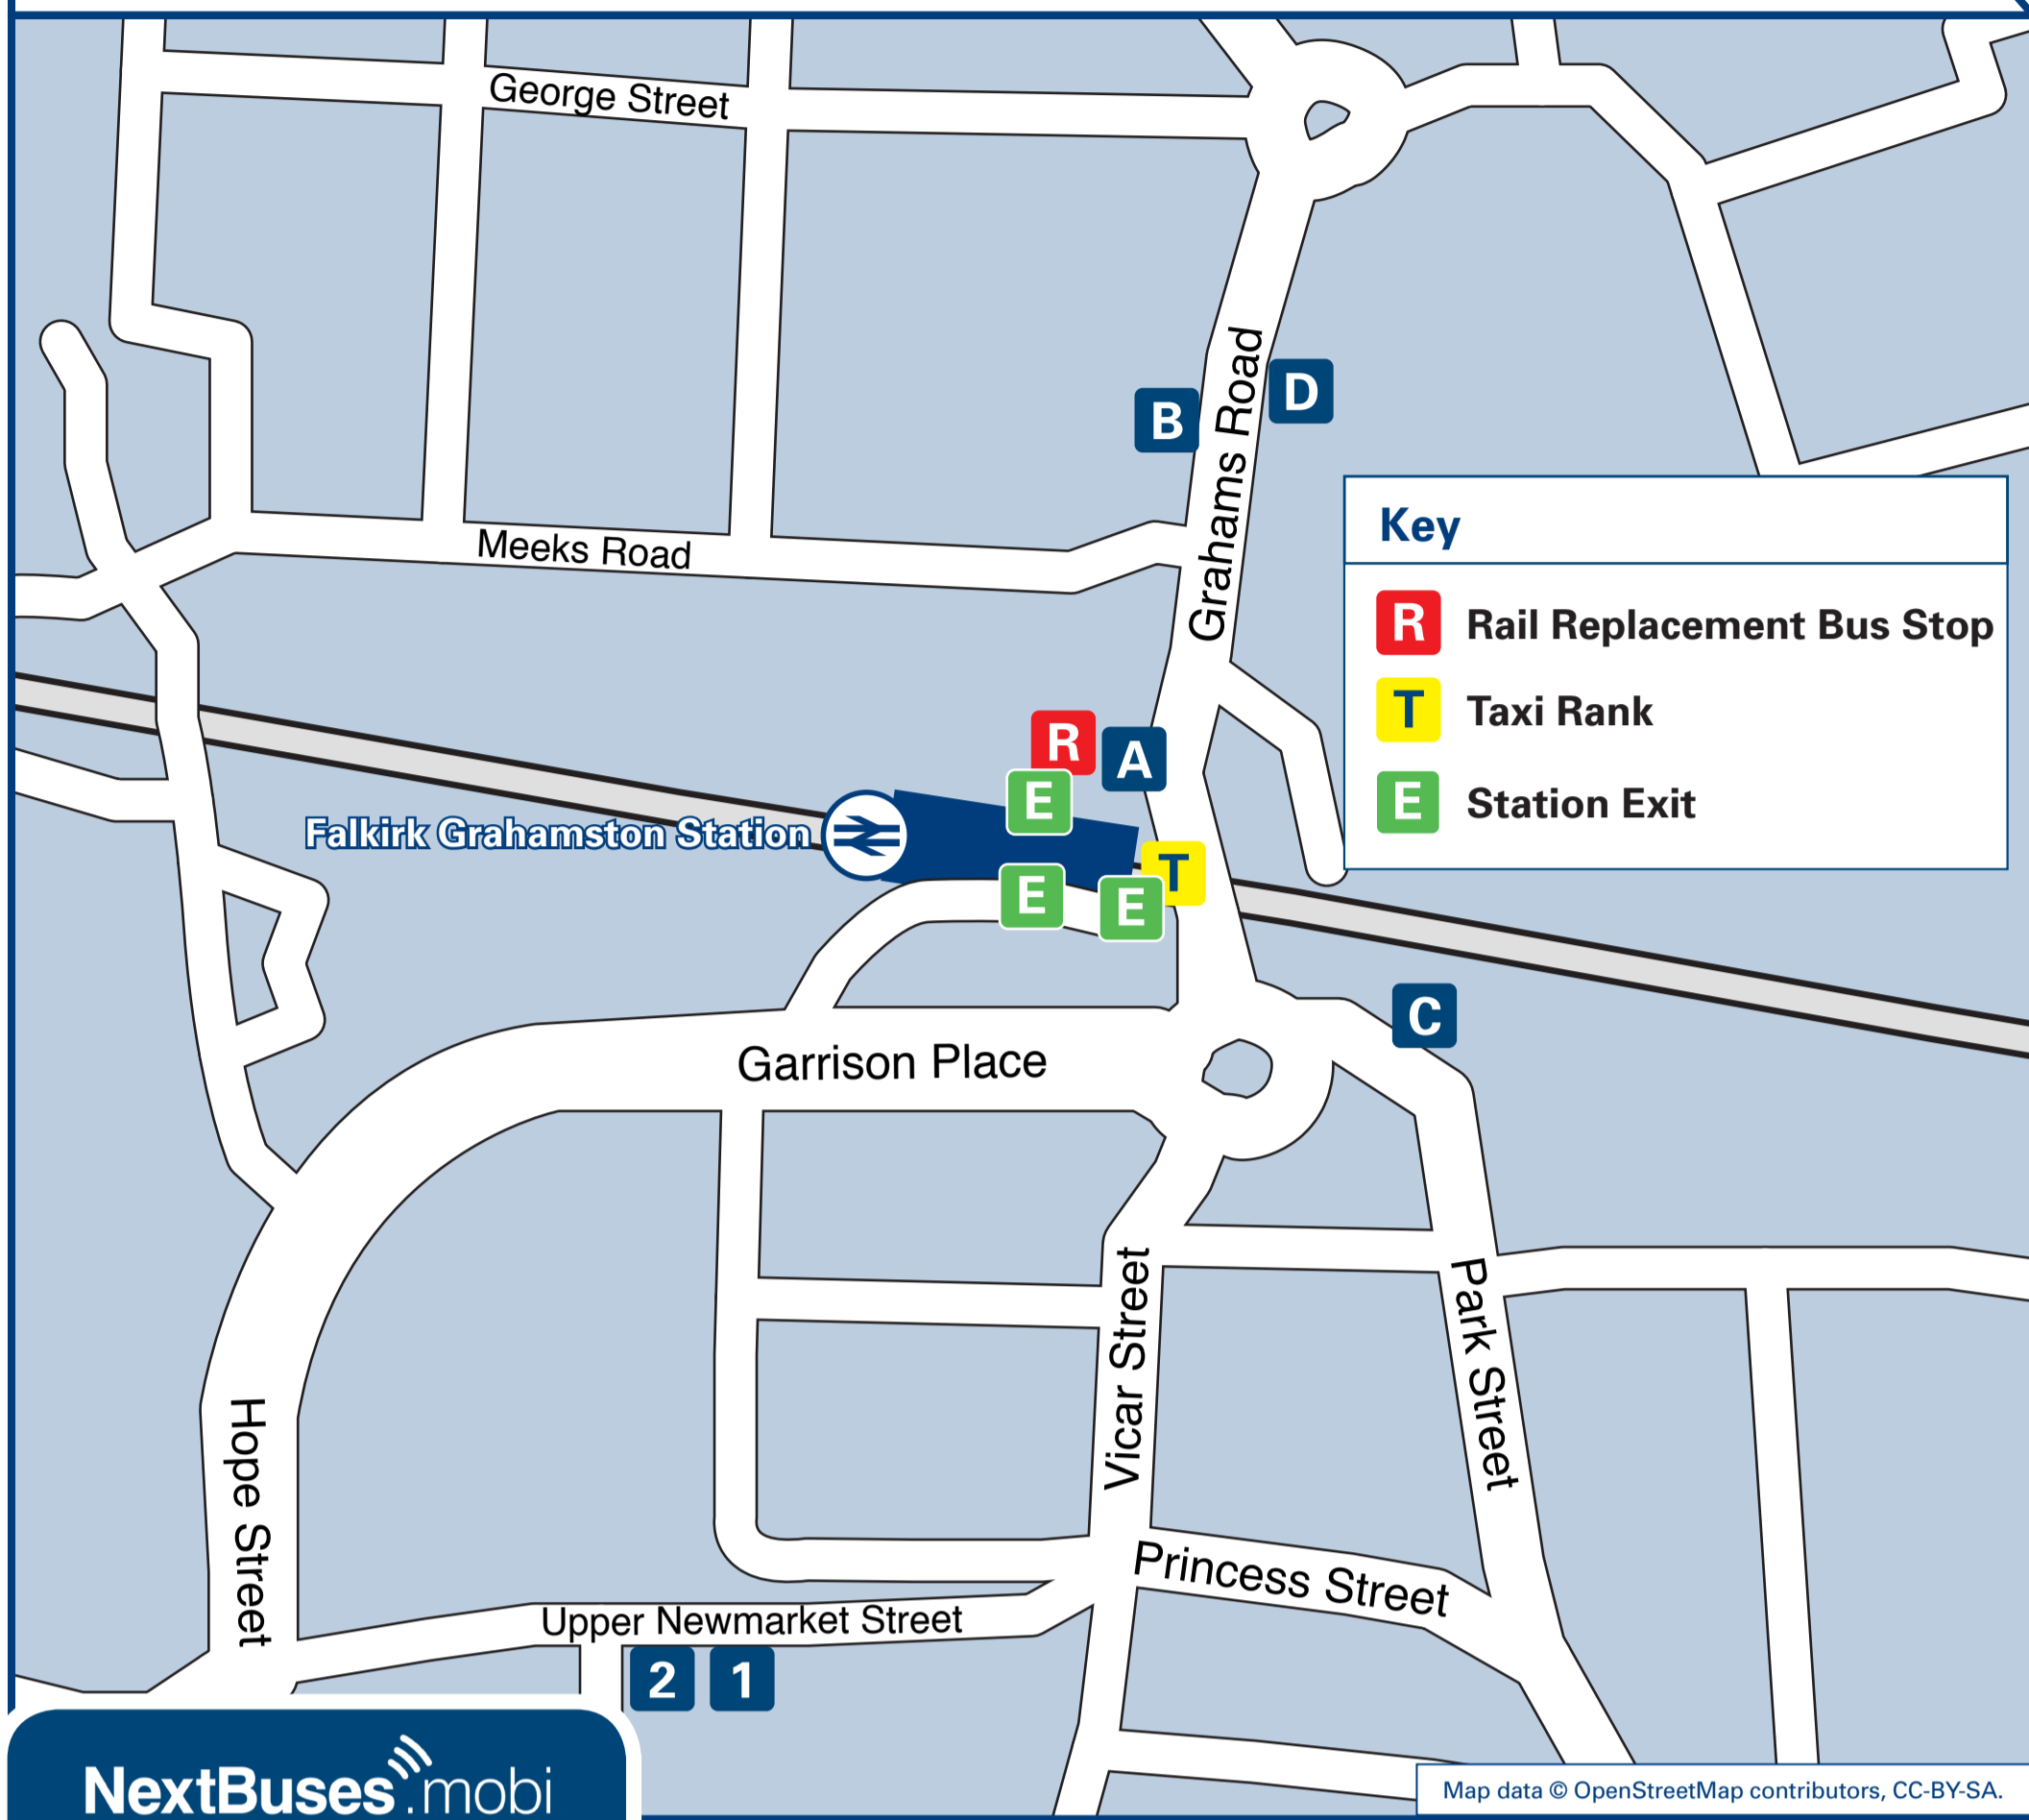 George Street
B
D
Grahams Road
Key
R Rail Replacement Bus Stop
T Taxi Rank
E Station Exit
Meeks Road
R
A
E
Falkirk Grahamston Station
T
E
E
C
Garrison Place
Hope Street
Vicar Street
Park Street
Princess Street
Upper Newmarket Street
2
1
NextBuses.mobi
Map data © OpenStreetMap contributors, CC-BY-SA.